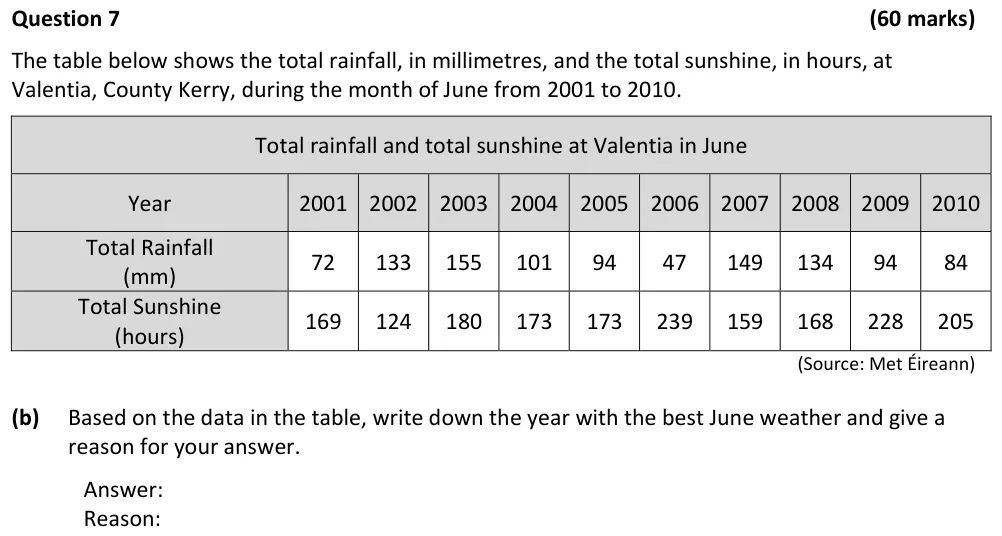 Question 7 (60 marks)
The table below shows the total rainfall, in millimetres, and the total sunshine, in hours, at
Valentia, County Kerry, during the month of June from 2001 to 2010.
Total rainfall and total sunshine at Valentia in June
Year 2001 2002 2003 2004 2005 2006 2007 2008 2009 2010
Total Rainfall
(mm) 72 133 155 101 94 47 149 134 94 84
Total Sunshine
(hours) 169 124 180 173 173 239 159 168 228 205
(Source: Met Éireann)
(b) Based on the data in the table, write down the year with the best June weather and give a
reason for your answer.
Answer:
Reason: